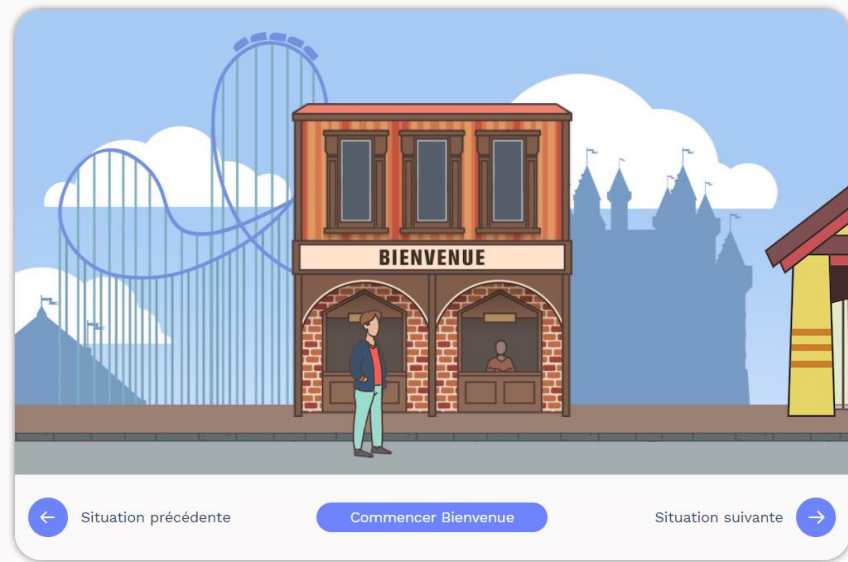 BIENVENUE
Situation précédente
Commencer Bienvenue
Situation suivante